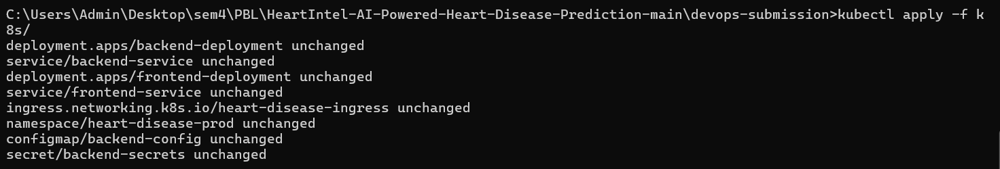 C:\Users\Admin\Desktop\sem4\PBL\HeartIntel-AI-Powered-Heart-Disease-Prediction-main\devops-submission>kubectl apply -f k
8s/
deployment.apps/backend-deployment unchanged
service/backend-service unchanged
deployment.apps/frontend-deployment unchanged
service/frontend-service unchanged
ingress.networking.k8s.io/heart-disease-ingress unchanged
namespace/heart-disease-prod unchanged
configmap/backend-config unchanged
secret/backend-secrets unchanged